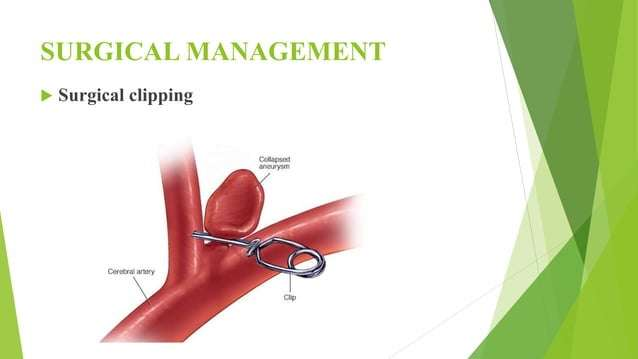 SURGICAL MANAGEMENT
Surgical clipping
Collapsed
aneurysm
Cerebral artery
Clip